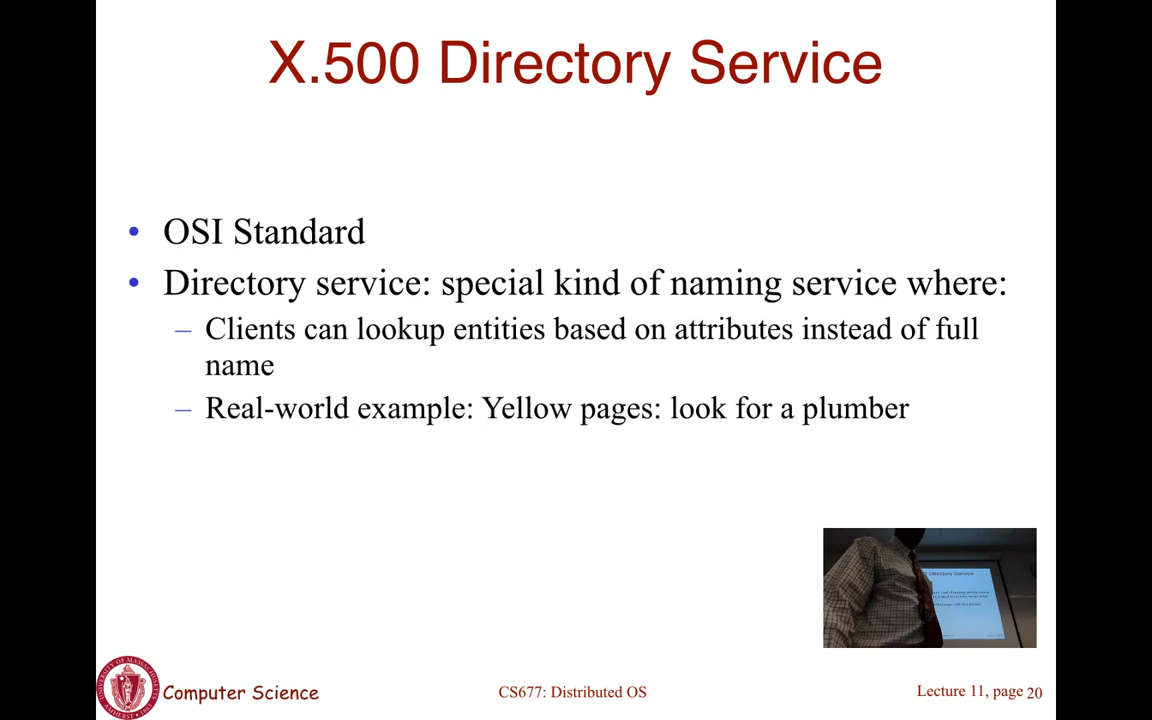 X.500 Directory Service
• OSI Standard
• Directory service: special kind of naming service where:
– Clients can lookup entities based on attributes instead of full
name
– Real-world example: Yellow pages: look for a plumber
Directory Service
Computer Science
CS677: Distributed OS
Lecture 11, page 20